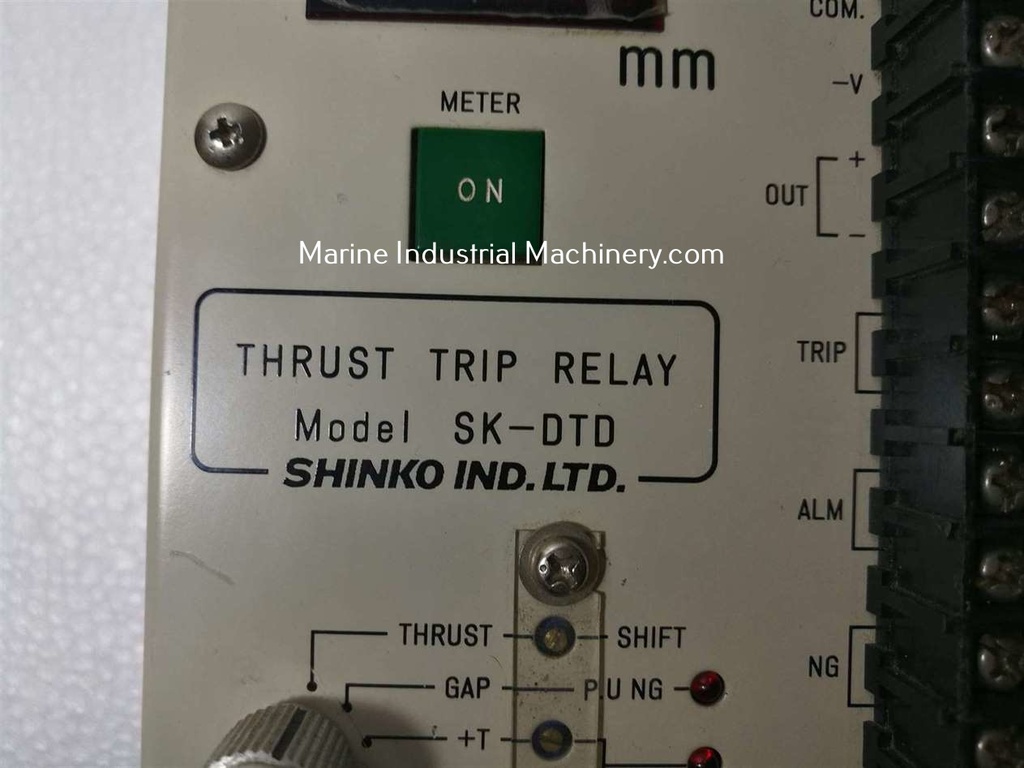 COM.
mm
METER
-V
ON
OUT + -
Marine Industrial Machinery.com
THRUST TRIP RELAY
TRIP
Model SK-DTD
SHINKO IND. LTD.
ALM
THRUST SHIFT
NG
GAP P.U NG
+T